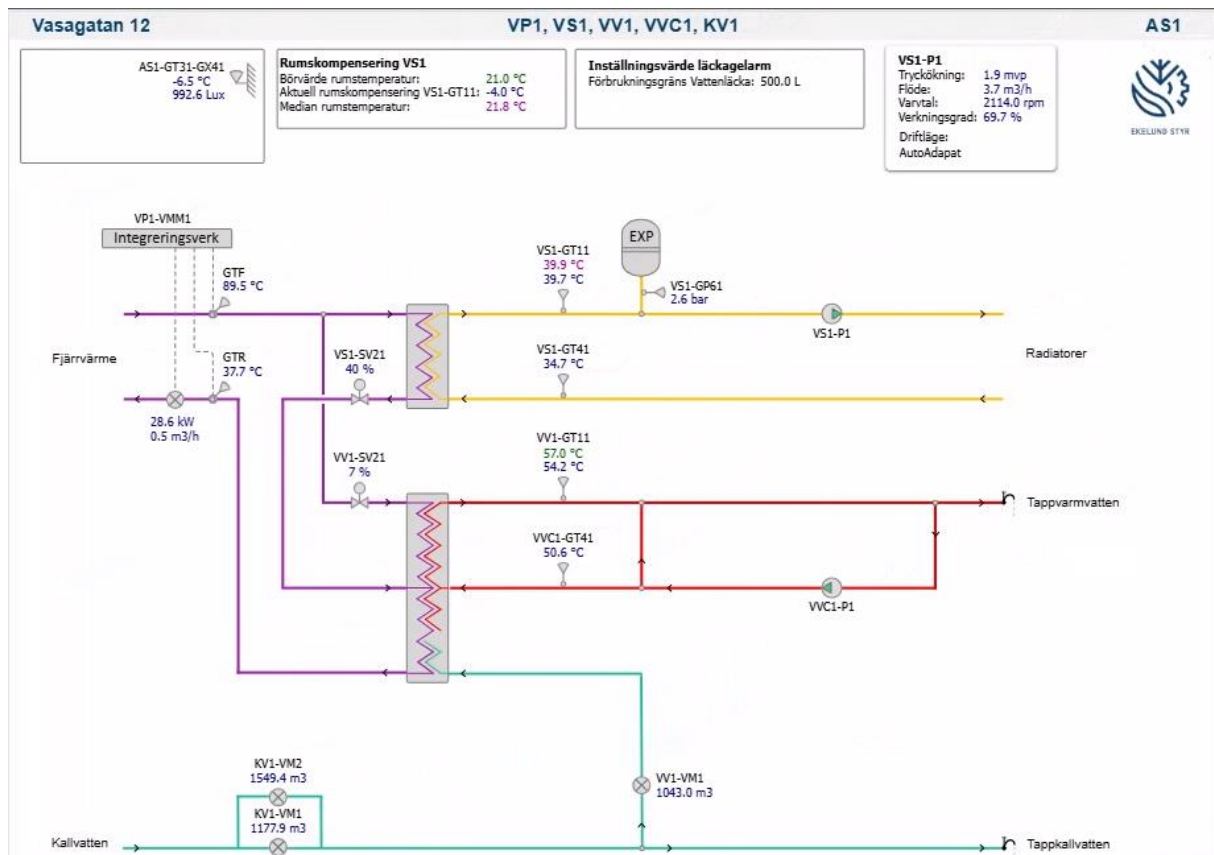 Vasagatan 12
VP1, VS1, VV1, VVC1, KV1
AS1
AS1-GT31-GX41
-6.5 °C
992.6 Lux
Rumskompensering VS1
Börvärde rumstemperatur: 21.0 °C
Aktuell rumskompensering VS1-GT11: -4.0 °C
Median rumstemperatur: 21.8 °C
Inställningsvärde läckagelarm
Förbrukningsgräns Vattenläcka: 500.0 L
VS1-P1
Tryckökning: 1.9 mvp
Flöde: 3.7 m3/h
Varvtal: 2114.0 rpm
Verkningsgrad: 69.7 %
Driftläge:
AutoAdapat
EKELUND STYR
VP1-VMM1
Integreringsverk
GTF
89.5 °C
VS1-GT11
39.9 °C
39.7 °C
EXP
VS1-GP61
2.6 bar
VS1-P1
Fjärrvärme
GTR
37.7 °C
VS1-SV21
40 %
VS1-GT41
34.7 °C
Radiatorer
28.6 kW
0.5 m3/h
VV1-SV21
7 %
VV1-GT11
57.0 °C
54.2 °C
Tappvarmvatten
VVC1-GT41
50.6 °C
VVC1-P1
KV1-VM2
1549.4 m3
VV1-VM1
1043.0 m3
KV1-VM1
1177.9 m3
Kallvatten
Tappkallvatten